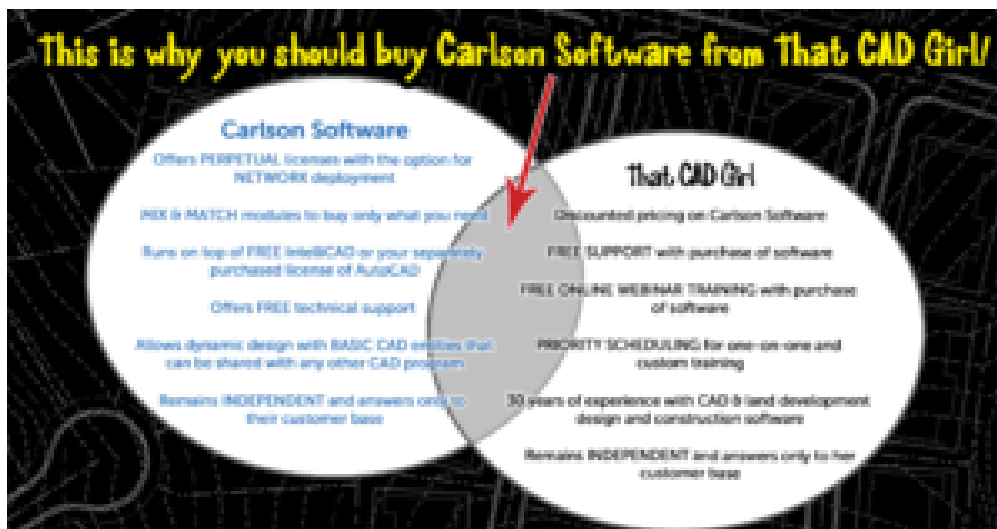 This is why you should buy Carlson Software from That CAD Girl!
Carlson Software
Offers PERPETUAL licenses with the option for
NETWORK deployment
MIX & MATCH modules to buy only what you need
Runs on top of FREE IntelliCAD or your separately
purchased license of AutoCAD
Offers FREE technical support
Allows dynamic design with BASIC CAD entities that
can be shared with any other CAD program
Remains INDEPENDENT and answers only to
their customer base
That CAD Girl
Discounted pricing on Carlson Software
FREE SUPPORT with purchase of software
FREE ONLINE WEBINAR TRAINING with purchase
of software
PRIORITY SCHEDULING for one-on-one and
custom training
30 years of experience with CAD & land development
design and construction software
Remains INDEPENDENT and answers only to her
customer base